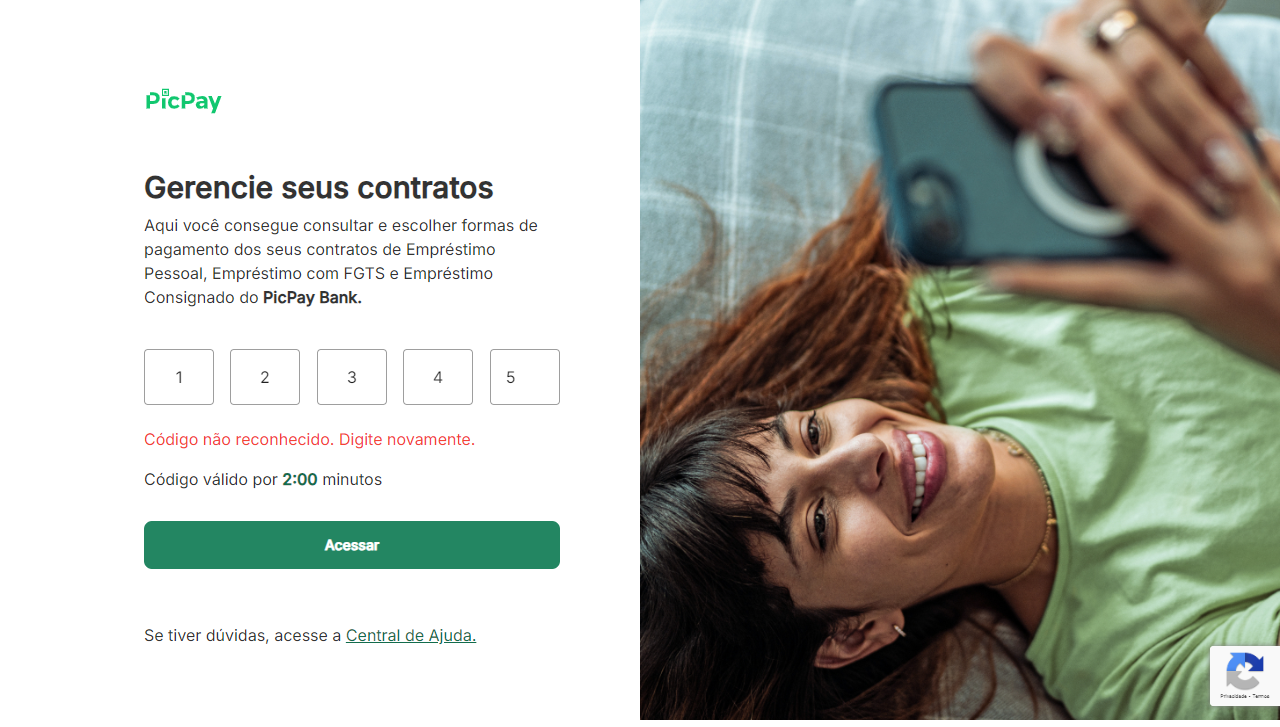 PicPay
Gerencie seus contratos
Aqui você consegue consultar e escolher formas de
pagamento dos seus contratos de Empréstimo
Pessoal, Empréstimo com FGTS e Empréstimo
Consignado do PicPay Bank.
1 2 3 4 5
Código não reconhecido. Digite novamente.
Código válido por 2:00 minutos
Acessar
Se tiver dúvidas, acesse a Central de Ajuda.
Privacidade - Termos